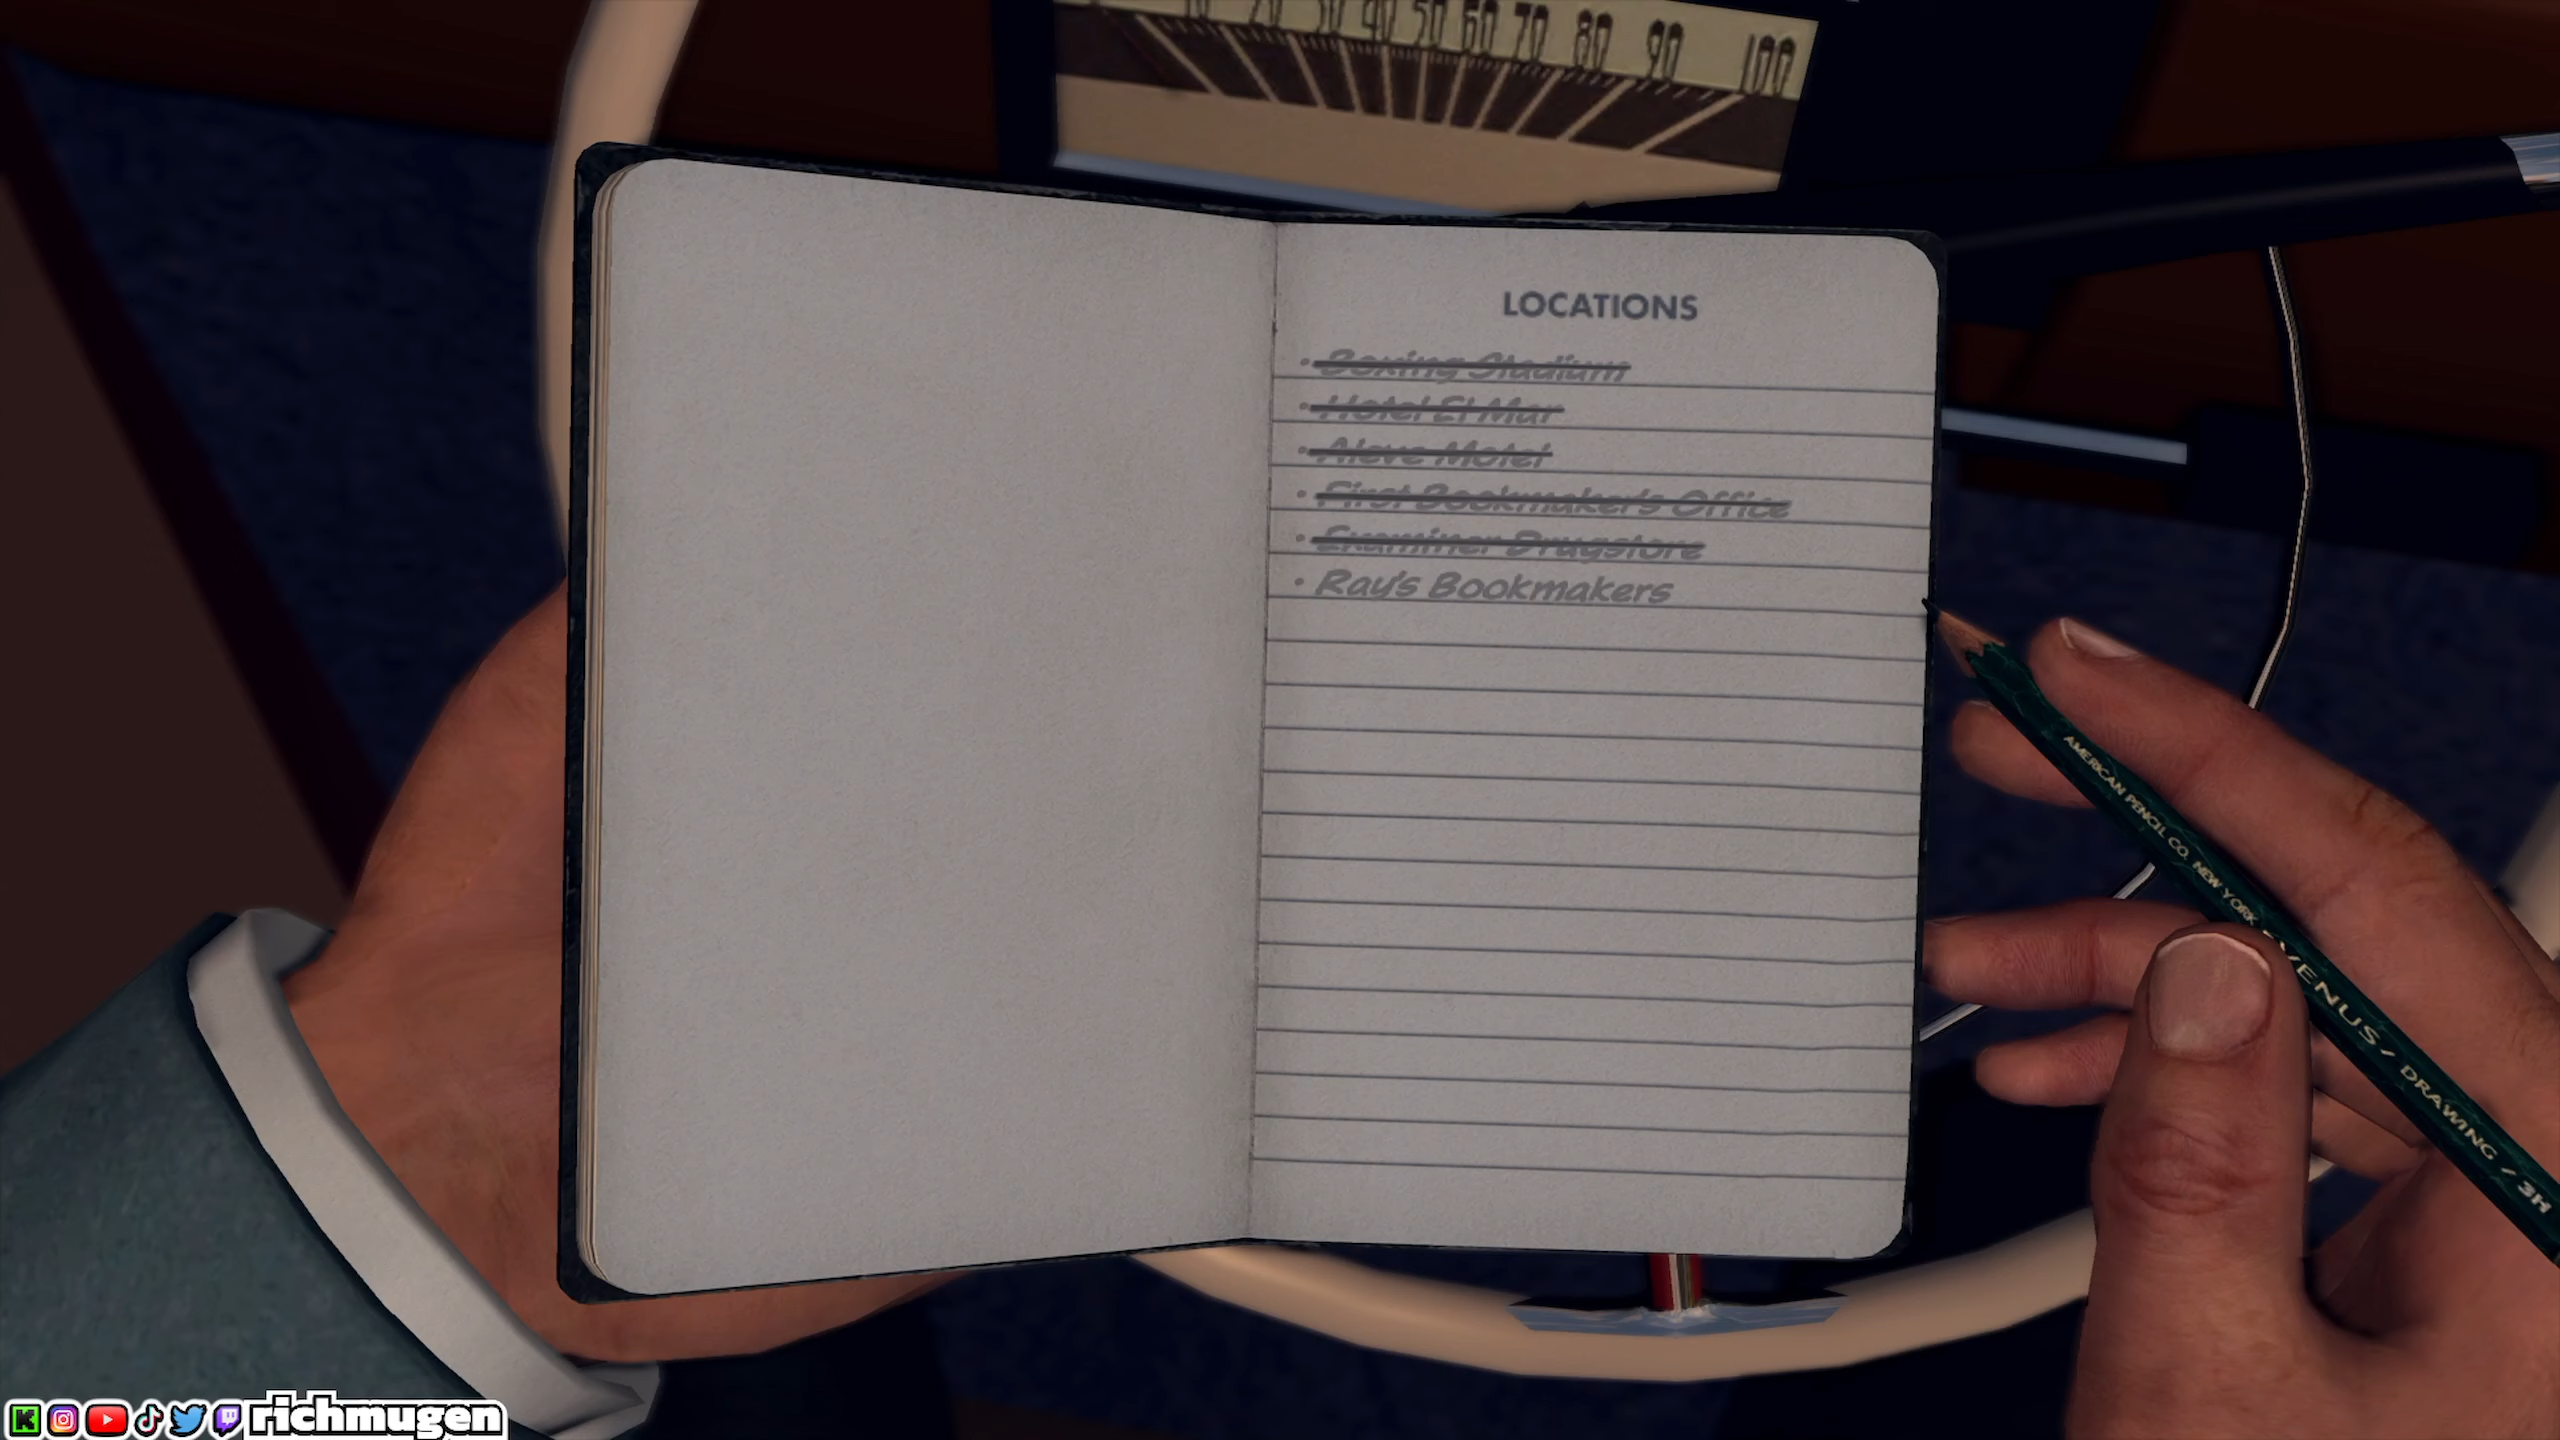 10 20 30 40 50 60 70 80 90 100
LOCATIONS
• Boxing Stadium
• Hotel El Mar
• Aleve Motel
• First Bookmaker's Office
• Examiner Drugstore
• Ray's Bookmakers
AMERICAN PENCIL CO. NEW YORK VENUS / DRAWING / 3H
richmugen